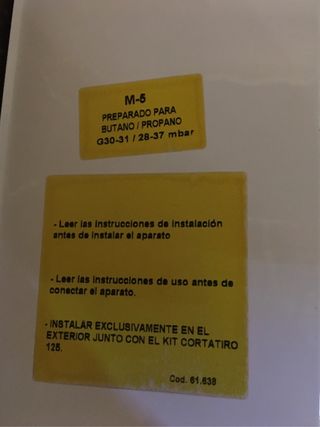 M-5
PREPARADO PARA
BUTANO / PROPANO
G30-31 / 28-37 mbar
- Leer las instrucciones de instalación
antes de instalar el aparato
- Leer las instrucciones de uso antes de
conectar el aparato.
- INSTALAR EXCLUSIVAMENTE EN EL
EXTERIOR JUNTO CON EL KIT CORTATIRO
125.
Cod. 61.638